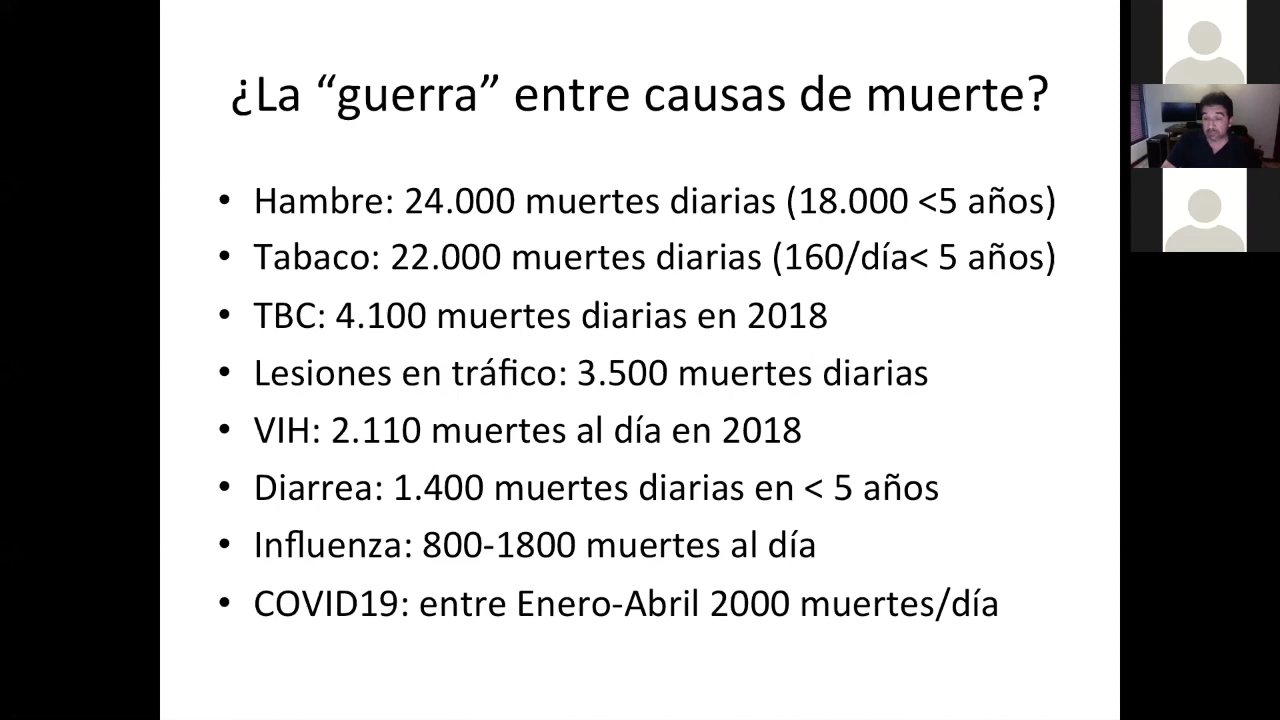 ¿La “guerra” entre causas de muerte?
• Hambre: 24.000 muertes diarias (18.000 <5 años)
• Tabaco: 22.000 muertes diarias (160/día< 5 años)
• TBC: 4.100 muertes diarias en 2018
• Lesiones en tráfico: 3.500 muertes diarias
• VIH: 2.110 muertes al día en 2018
• Diarrea: 1.400 muertes diarias en < 5 años
• Influenza: 800-1800 muertes al día
• COVID19: entre Enero-Abril 2000 muertes/día